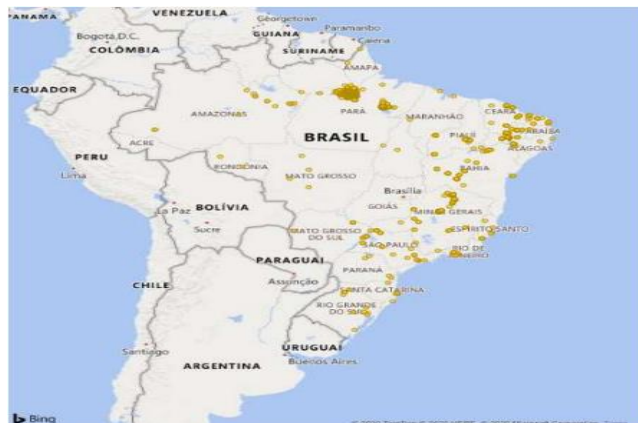 PANAMA
VENEZUELA
Georgetown
Bogotá, D.C.
GUIANA
Paramaribo
COLÔMBIA
SURINAME
Caiena
AMAPÁ
EQUADOR
AMAZONAS
PARÁ
MARANHÃO
CEARÁ
PIAUÍ
PARAÍBA
ACRE
BRASIL
ALAGOAS
PERU
RONDÔNIA
BAHIA
Lima
MATO GROSSO
Brasília
BOLÍVIA
GOIÁS
La Paz
MINAS GERAIS
Sucre
MATO GROSSO
DO SUL
ESPÍRITO SANTO
SÃO PAULO
RIO DE
JANEIRO
PARAGUAI
PARANÁ
Assunção
CHILE
SANTA CATARINA
RIO GRANDE
DO SUL
Santiago
URUGUAI
Buenos Aires
ARGENTINA
Bing